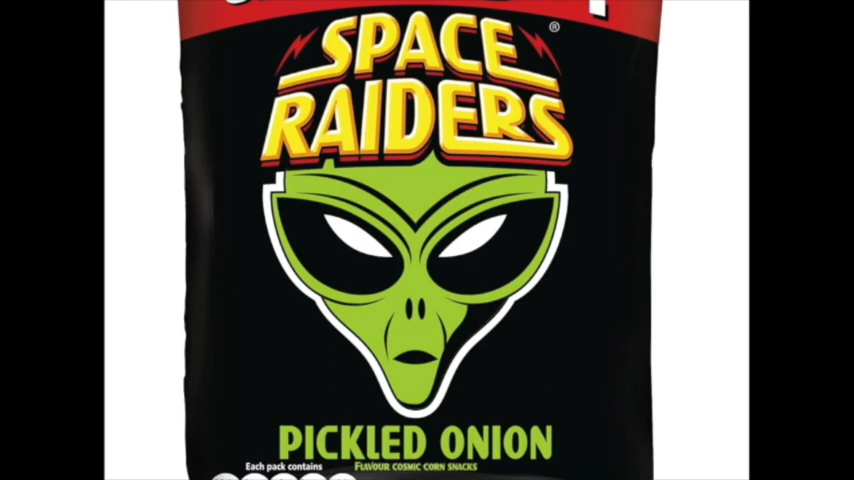 SPACE
RAIDERS
®
PICKLED ONION
Each pack contains
FLAVOUR COSMIC CORN SNACKS